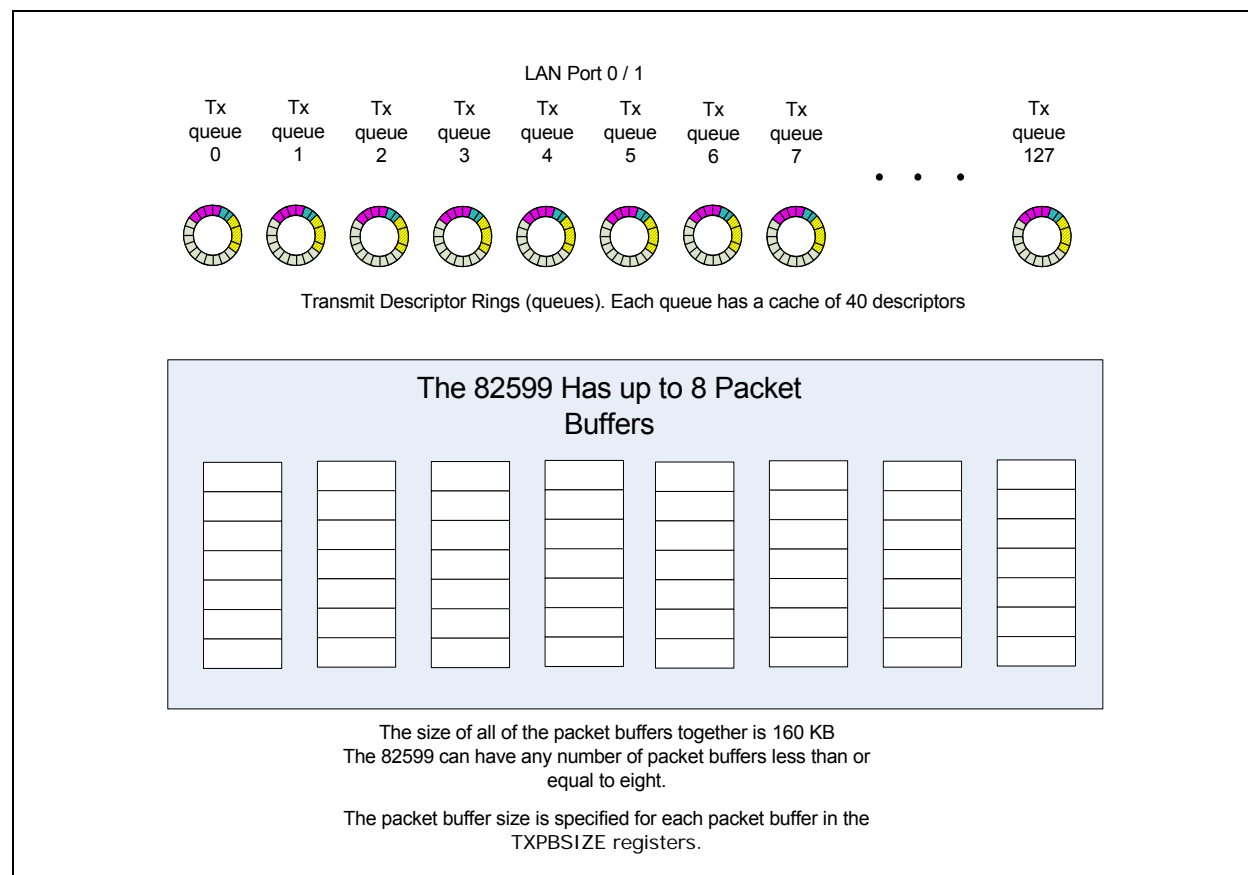 LAN Port 0 / 1
Tx queue 0
Tx queue 1
Tx queue 2
Tx queue 3
Tx queue 4
Tx queue 5
Tx queue 6
Tx queue 7
. . .
Tx queue 127
Transmit Descriptor Rings (queues). Each queue has a cache of 40 descriptors
The 82599 Has up to 8 Packet
Buffers
The size of all of the packet buffers together is 160 KB
The 82599 can have any number of packet buffers less than or
equal to eight.
The packet buffer size is specified for each packet buffer in the
TXPBSIZE registers.